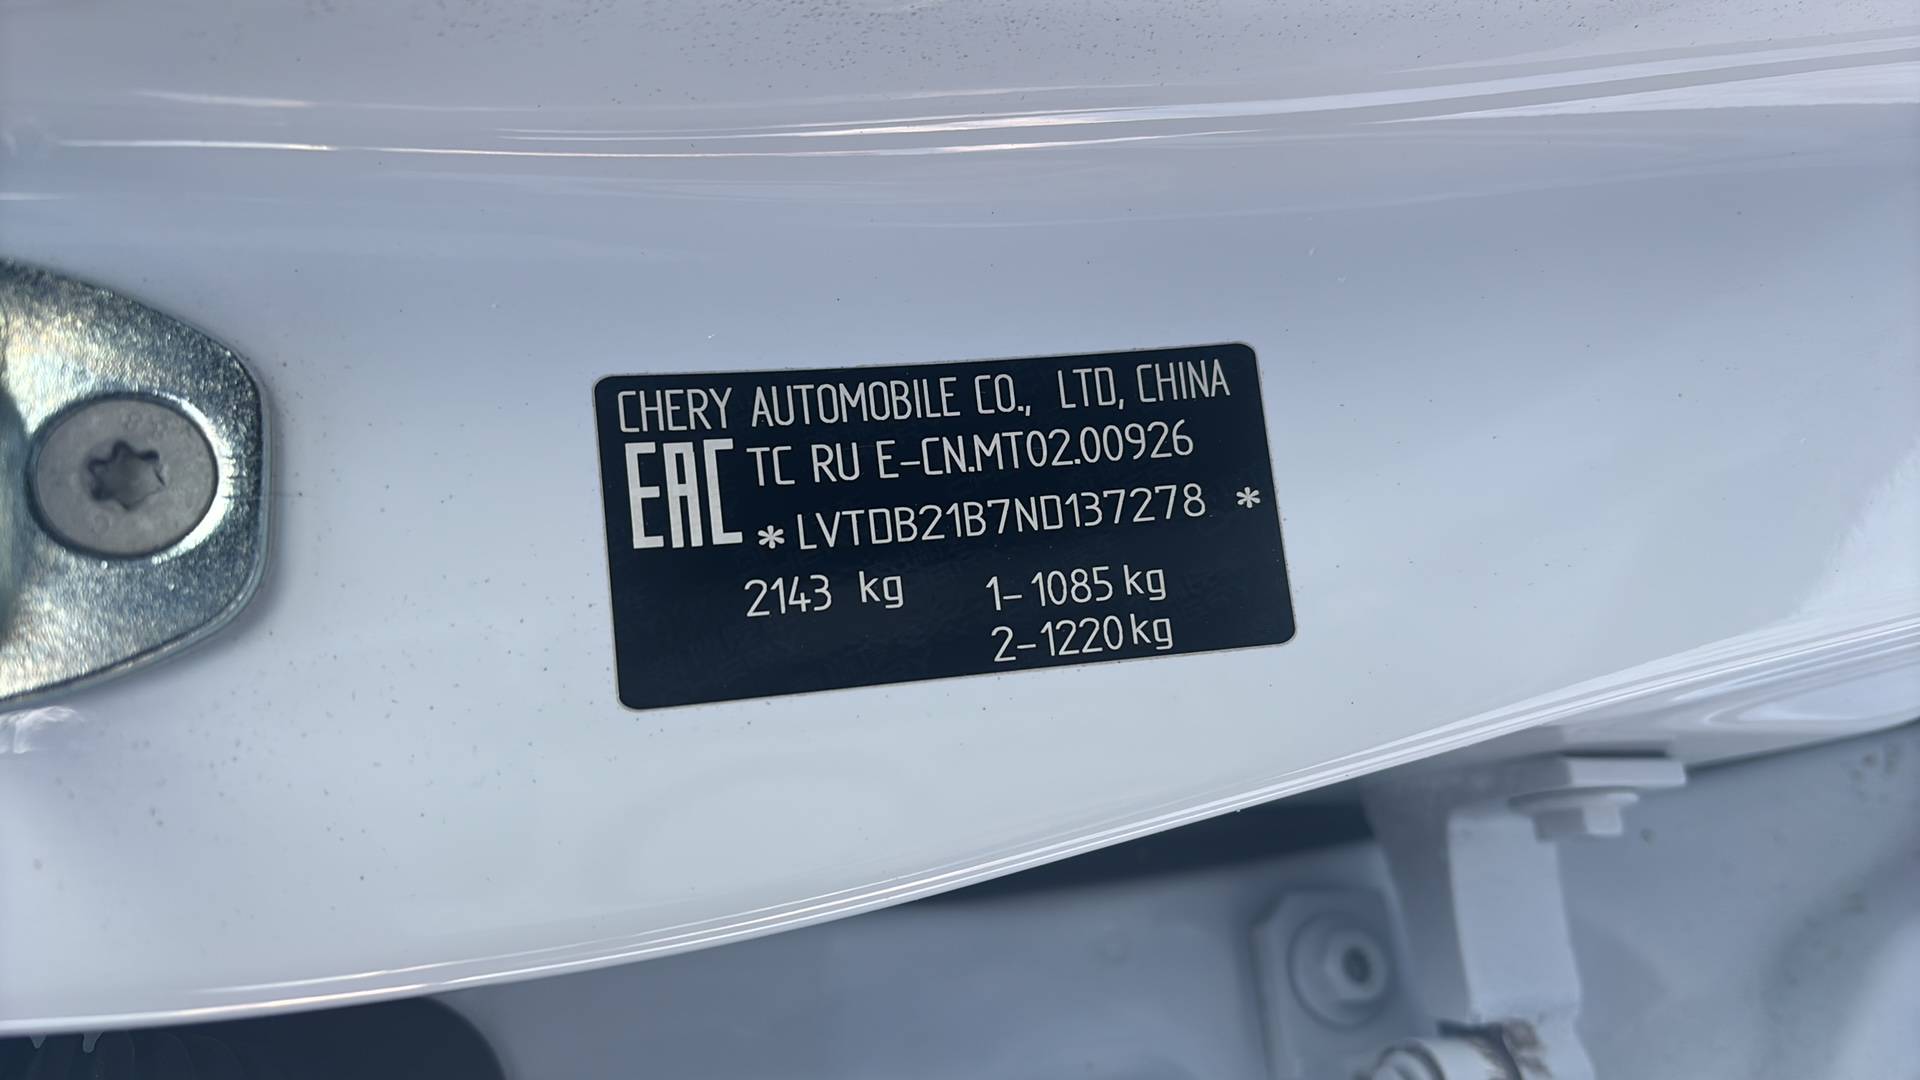 CHERY AUTOMOBILE CO., LTD, CHINA
EAC TC RU E-CN.MT02.00926
*LVTDB21B7ND137278 *
2143 kg 1-1085 kg
2-1220 kg